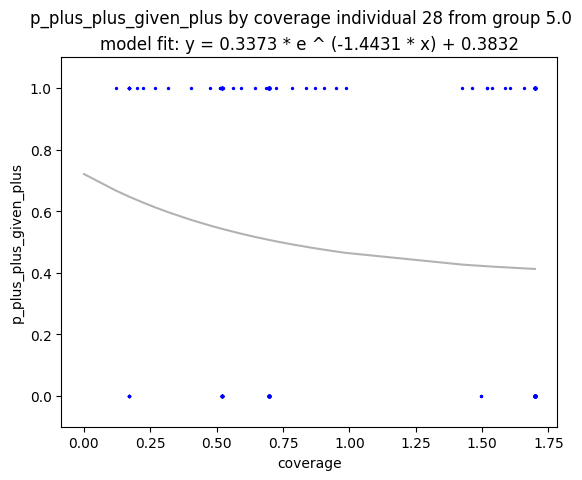 p_plus_plus_given_plus by coverage individual 28 from group 5.0
model fit: y = 0.3373 * e ^ (-1.4431 * x) + 0.3832
1.0
0.8
0.6
0.4
0.2
0.0
p_plus_plus_given_plus
0.00 0.25 0.50 0.75 1.00 1.25 1.50 1.75
coverage